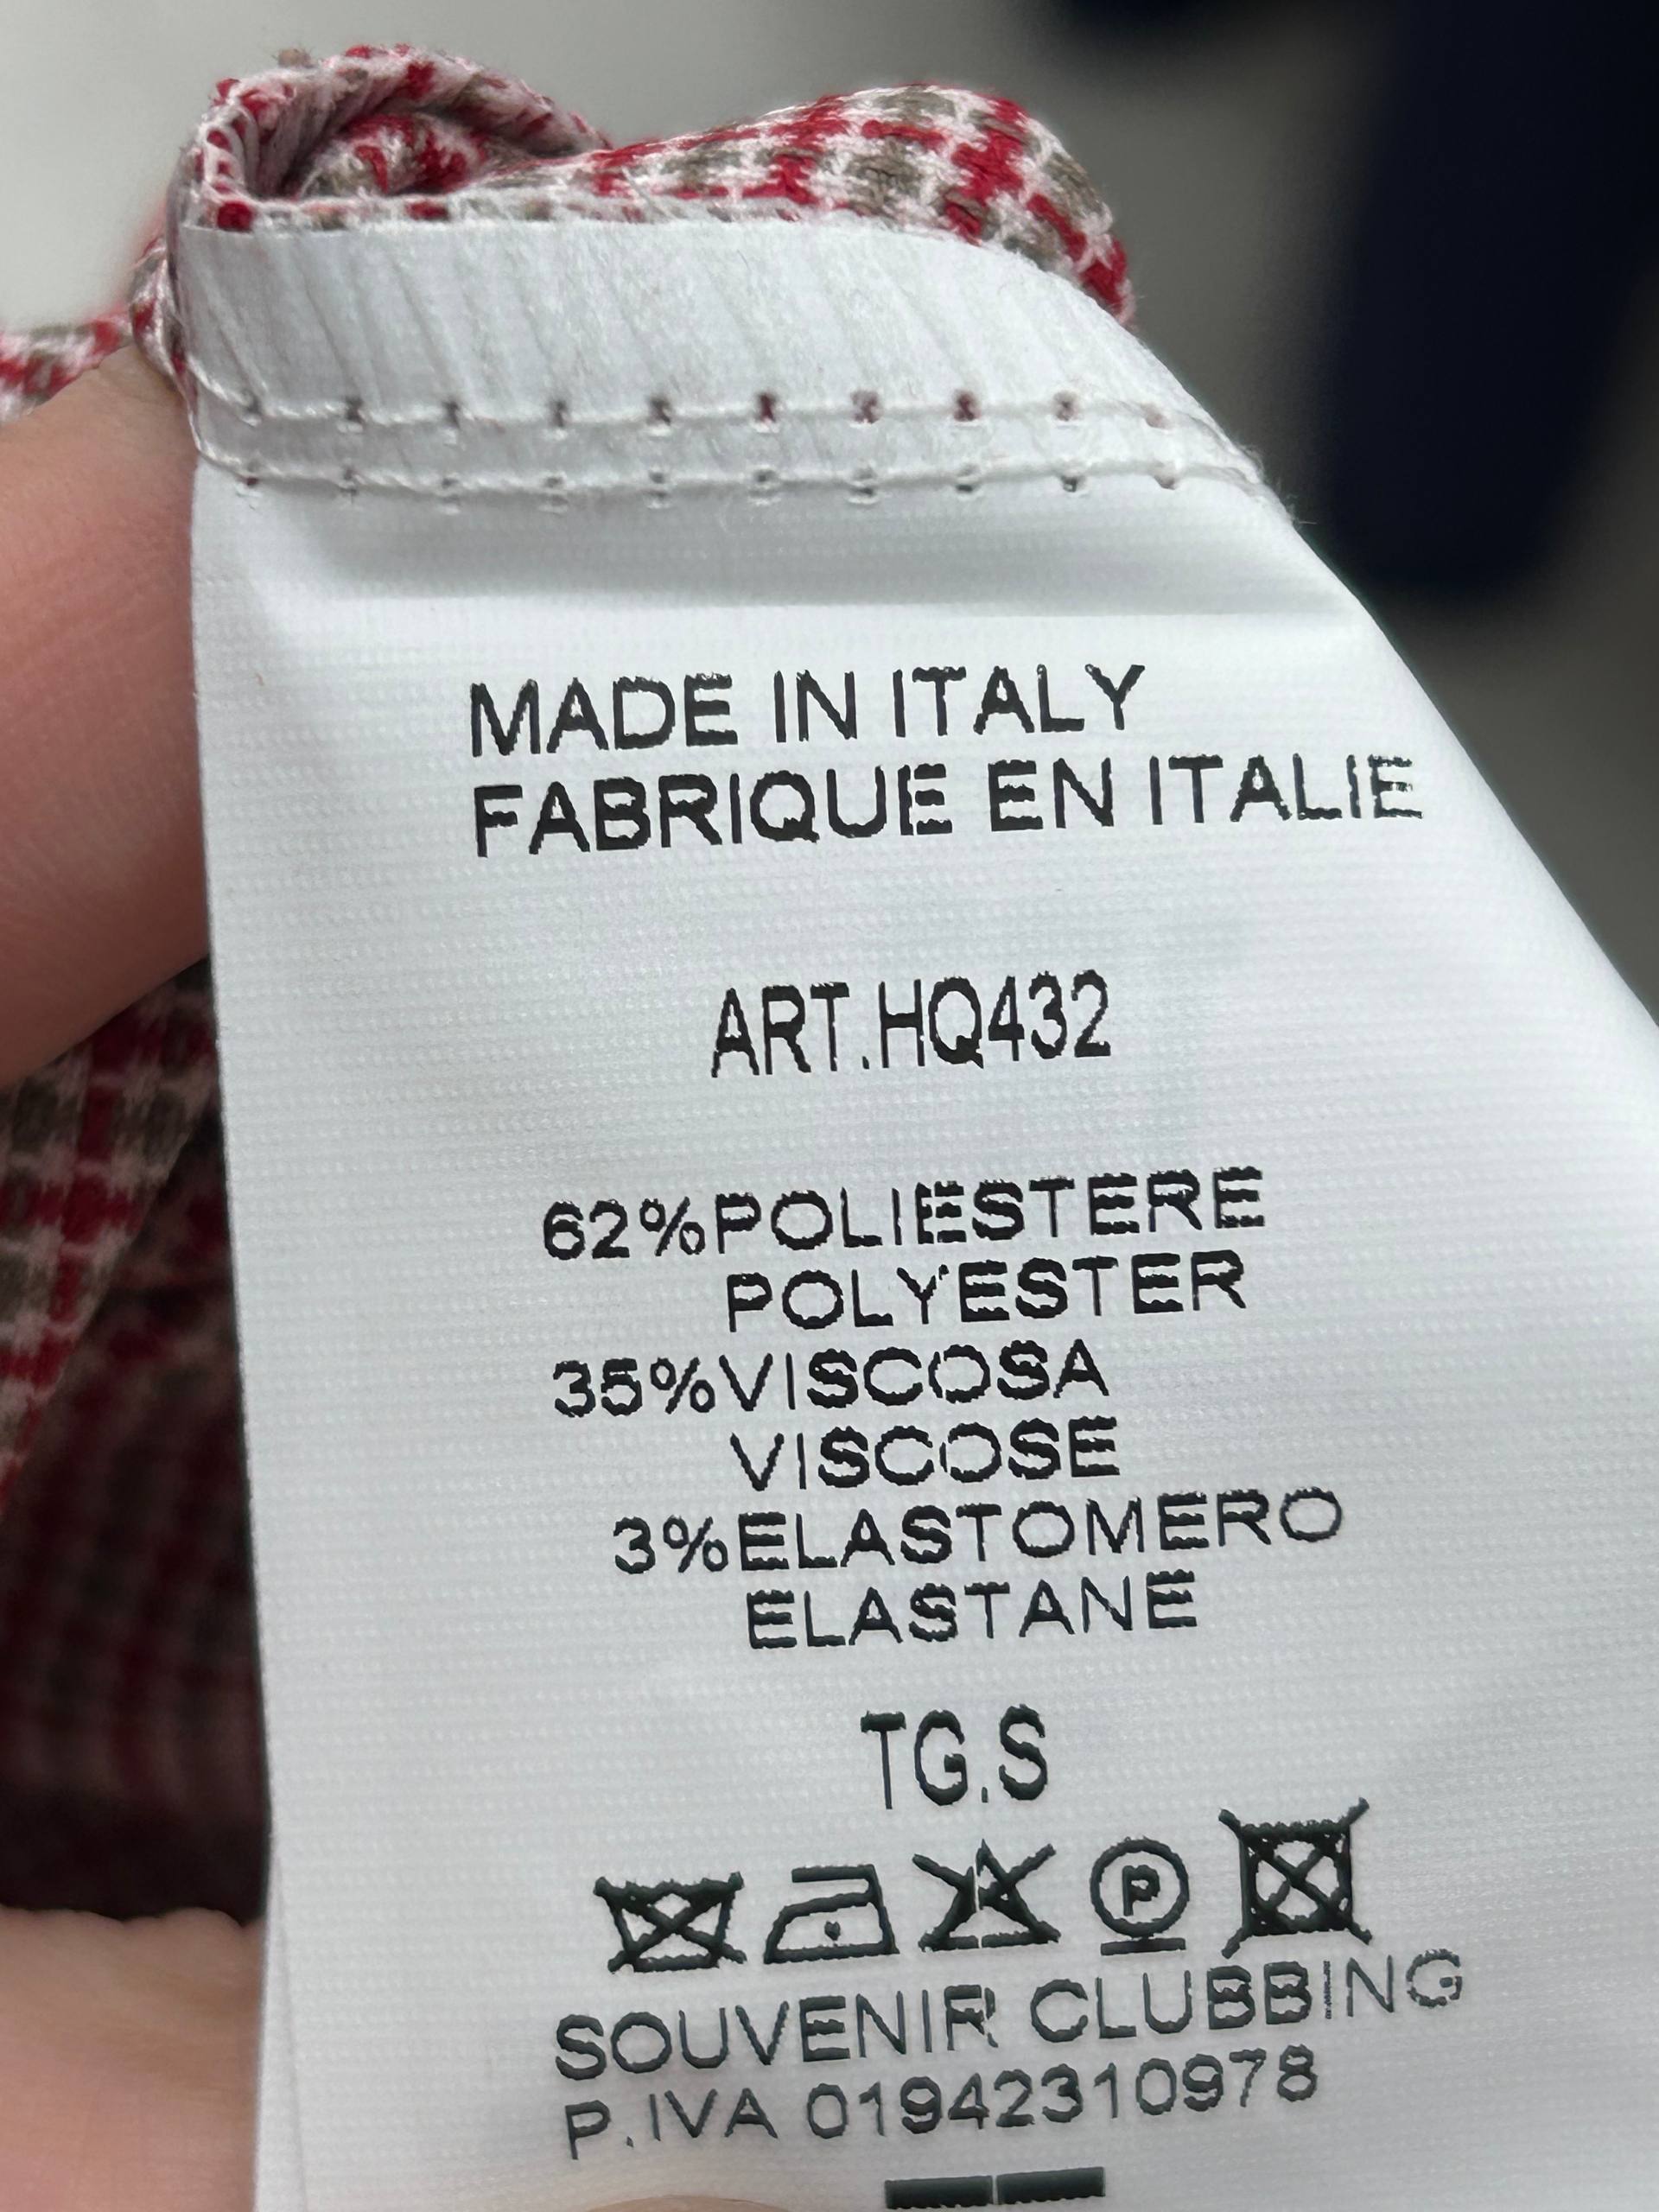 MADE IN ITALY
FABRIQUE EN ITALIE
ART.HQ432
62%POLIESTERE
POLYESTER
35%VISCOSA
VISCOSE
3%ELASTOMERO
ELASTANE
TG.S
P
SOUVENIR CLUBBING
P.IVA 01942310978